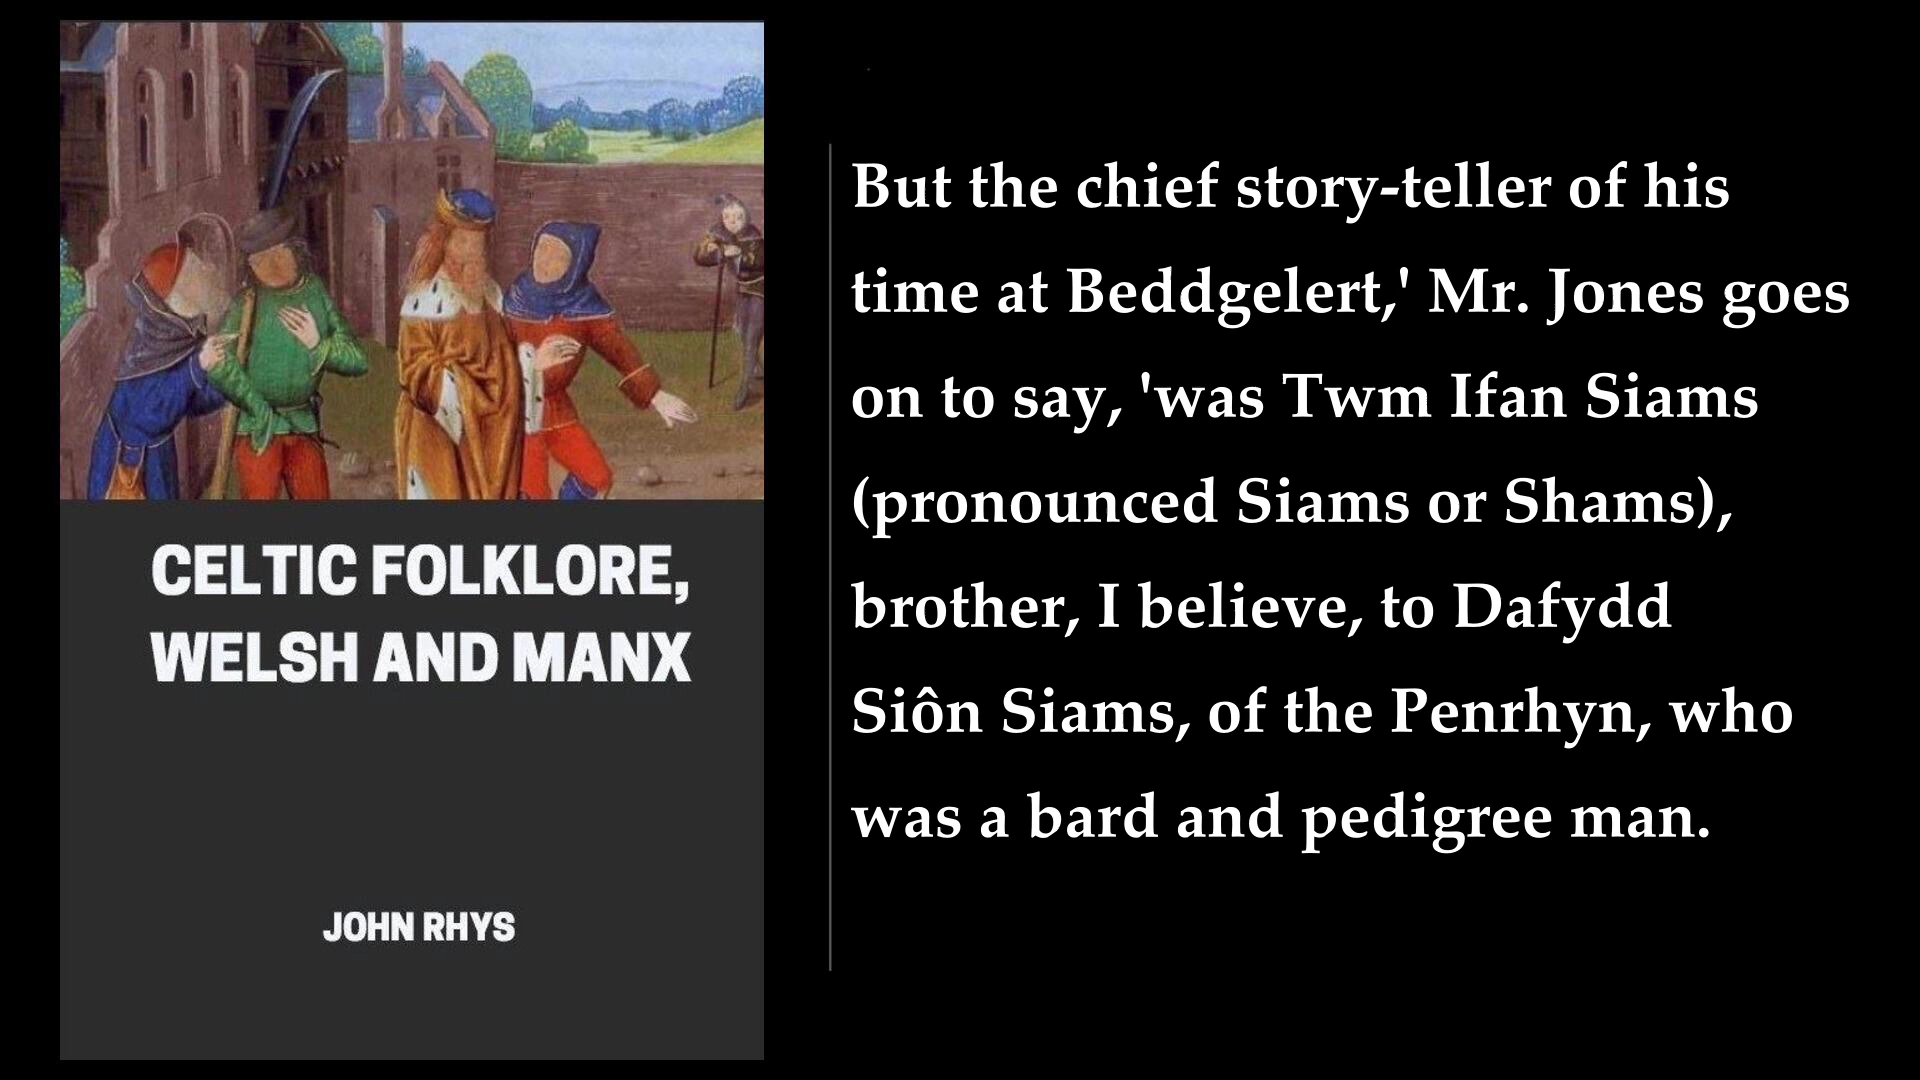 CELTIC FOLKLORE,
WELSH AND MANX
JOHN RHYS
But the chief story-teller of his
time at Beddgelert,' Mr. Jones goes
on to say, 'was Twm Ifan Siams
(pronounced Siams or Shams),
brother, I believe, to Dafydd
Siôn Siams, of the Penrhyn, who
was a bard and pedigree man.